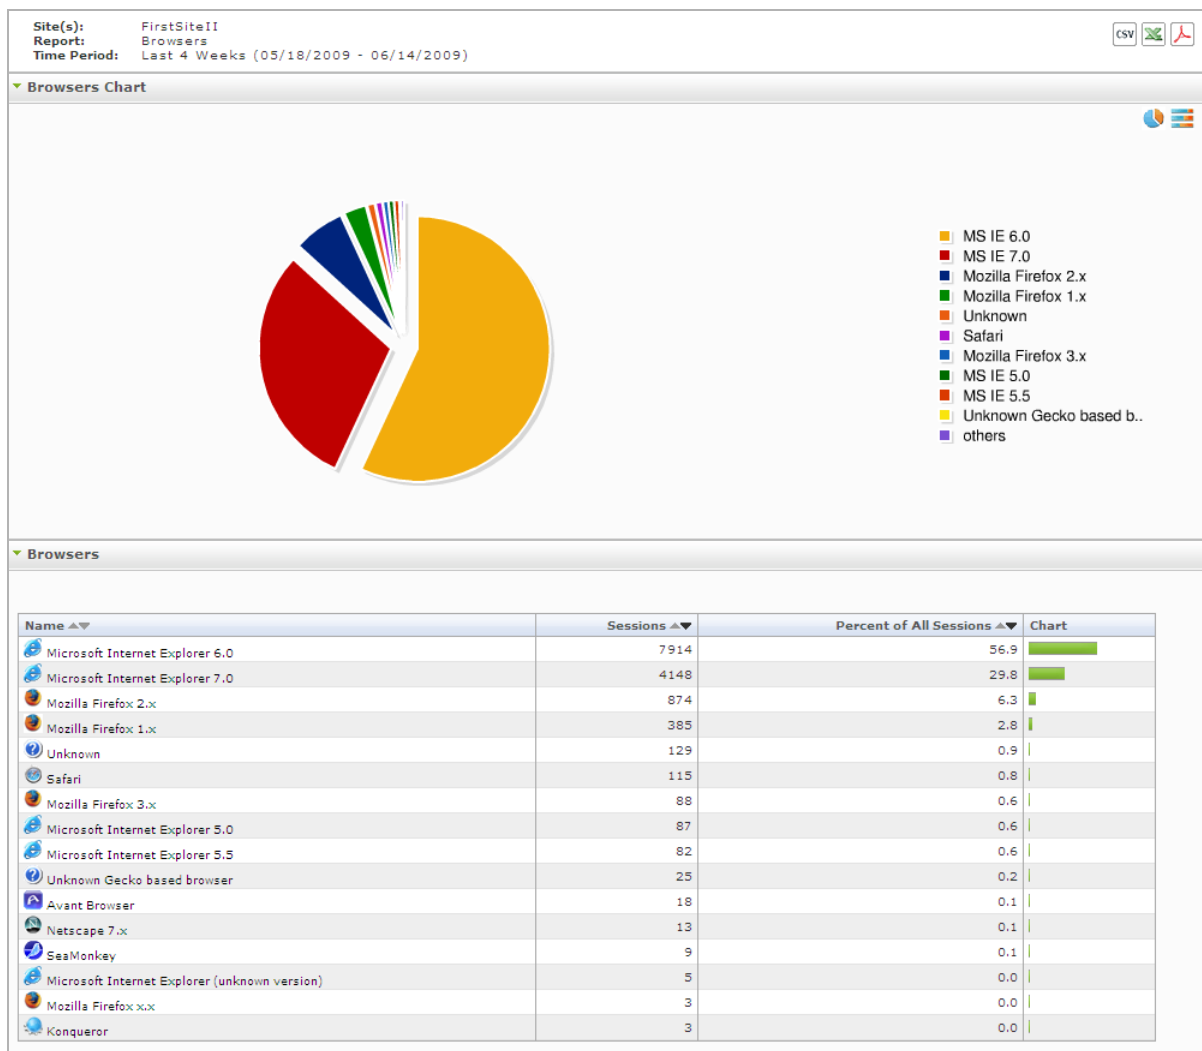 Site(s): FirstSiteII
Report: Browsers
Time Period: Last 4 Weeks (05/18/2009 - 06/14/2009)
CSV
Browsers Chart
MS IE 6.0
MS IE 7.0
Mozilla Firefox 2.x
Mozilla Firefox 1.x
Unknown
Safari
Mozilla Firefox 3.x
MS IE 5.0
MS IE 5.5
Unknown Gecko based b..
others
Browsers
Name Sessions Percent of All Sessions Chart
Microsoft Internet Explorer 6.0 7914 56.9
Microsoft Internet Explorer 7.0 4148 29.8
Mozilla Firefox 2.x 874 6.3
Mozilla Firefox 1.x 385 2.8
Unknown 129 0.9
Safari 115 0.8
Mozilla Firefox 3.x 88 0.6
Microsoft Internet Explorer 5.0 87 0.6
Microsoft Internet Explorer 5.5 82 0.6
Unknown Gecko based browser 25 0.2
Avant Browser 18 0.1
Netscape 7.x 13 0.1
SeaMonkey 9 0.1
Microsoft Internet Explorer (unknown version) 5 0.0
Mozilla Firefox x.x 3 0.0
Konqueror 3 0.0